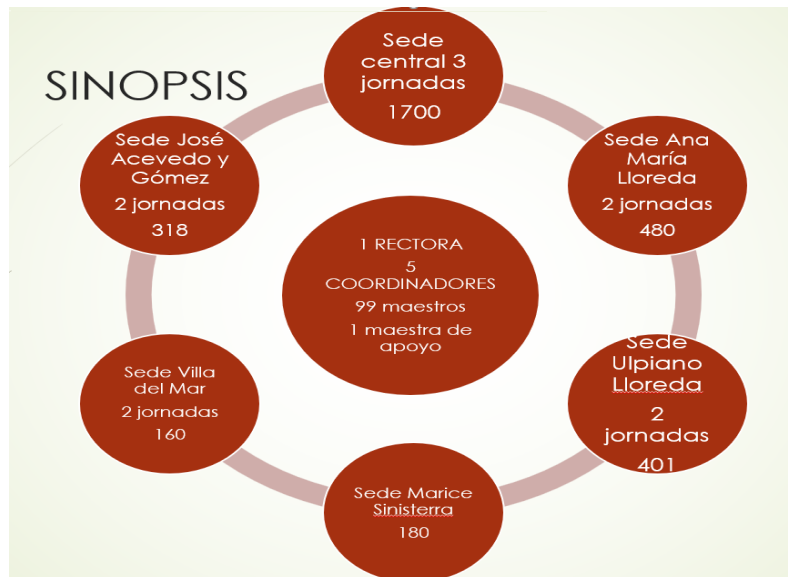 SINOPSIS
Sede
central 3
jornadas
1700
Sede Ana
María
Lloreda
2 jornadas
480
Sede
Ulpiano
Lloreda
2
jornadas
401
Sede Marice
Sinisterra
180
Sede Villa
del Mar
2 jornadas
160
Sede José
Acevedo y
Gómez
2 jornadas
318
1 RECTORA
5
COORDINADORES
99 maestros
1 maestra de
apoyo